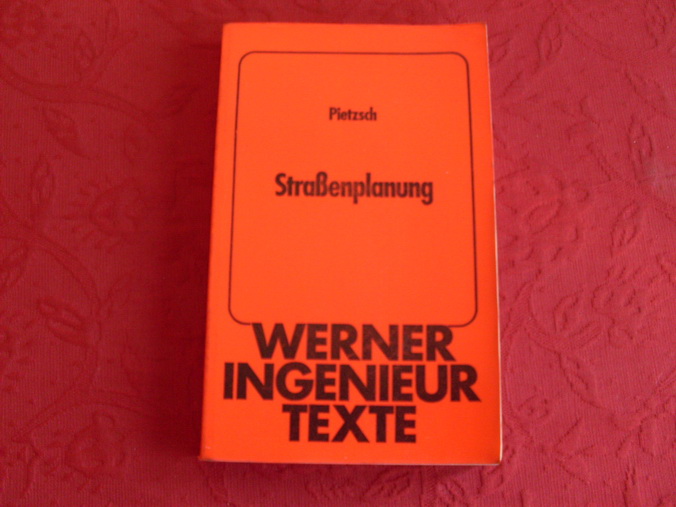 Pietzsch
Straßenplanung
WERNER
INGENIEUR
TEXTE